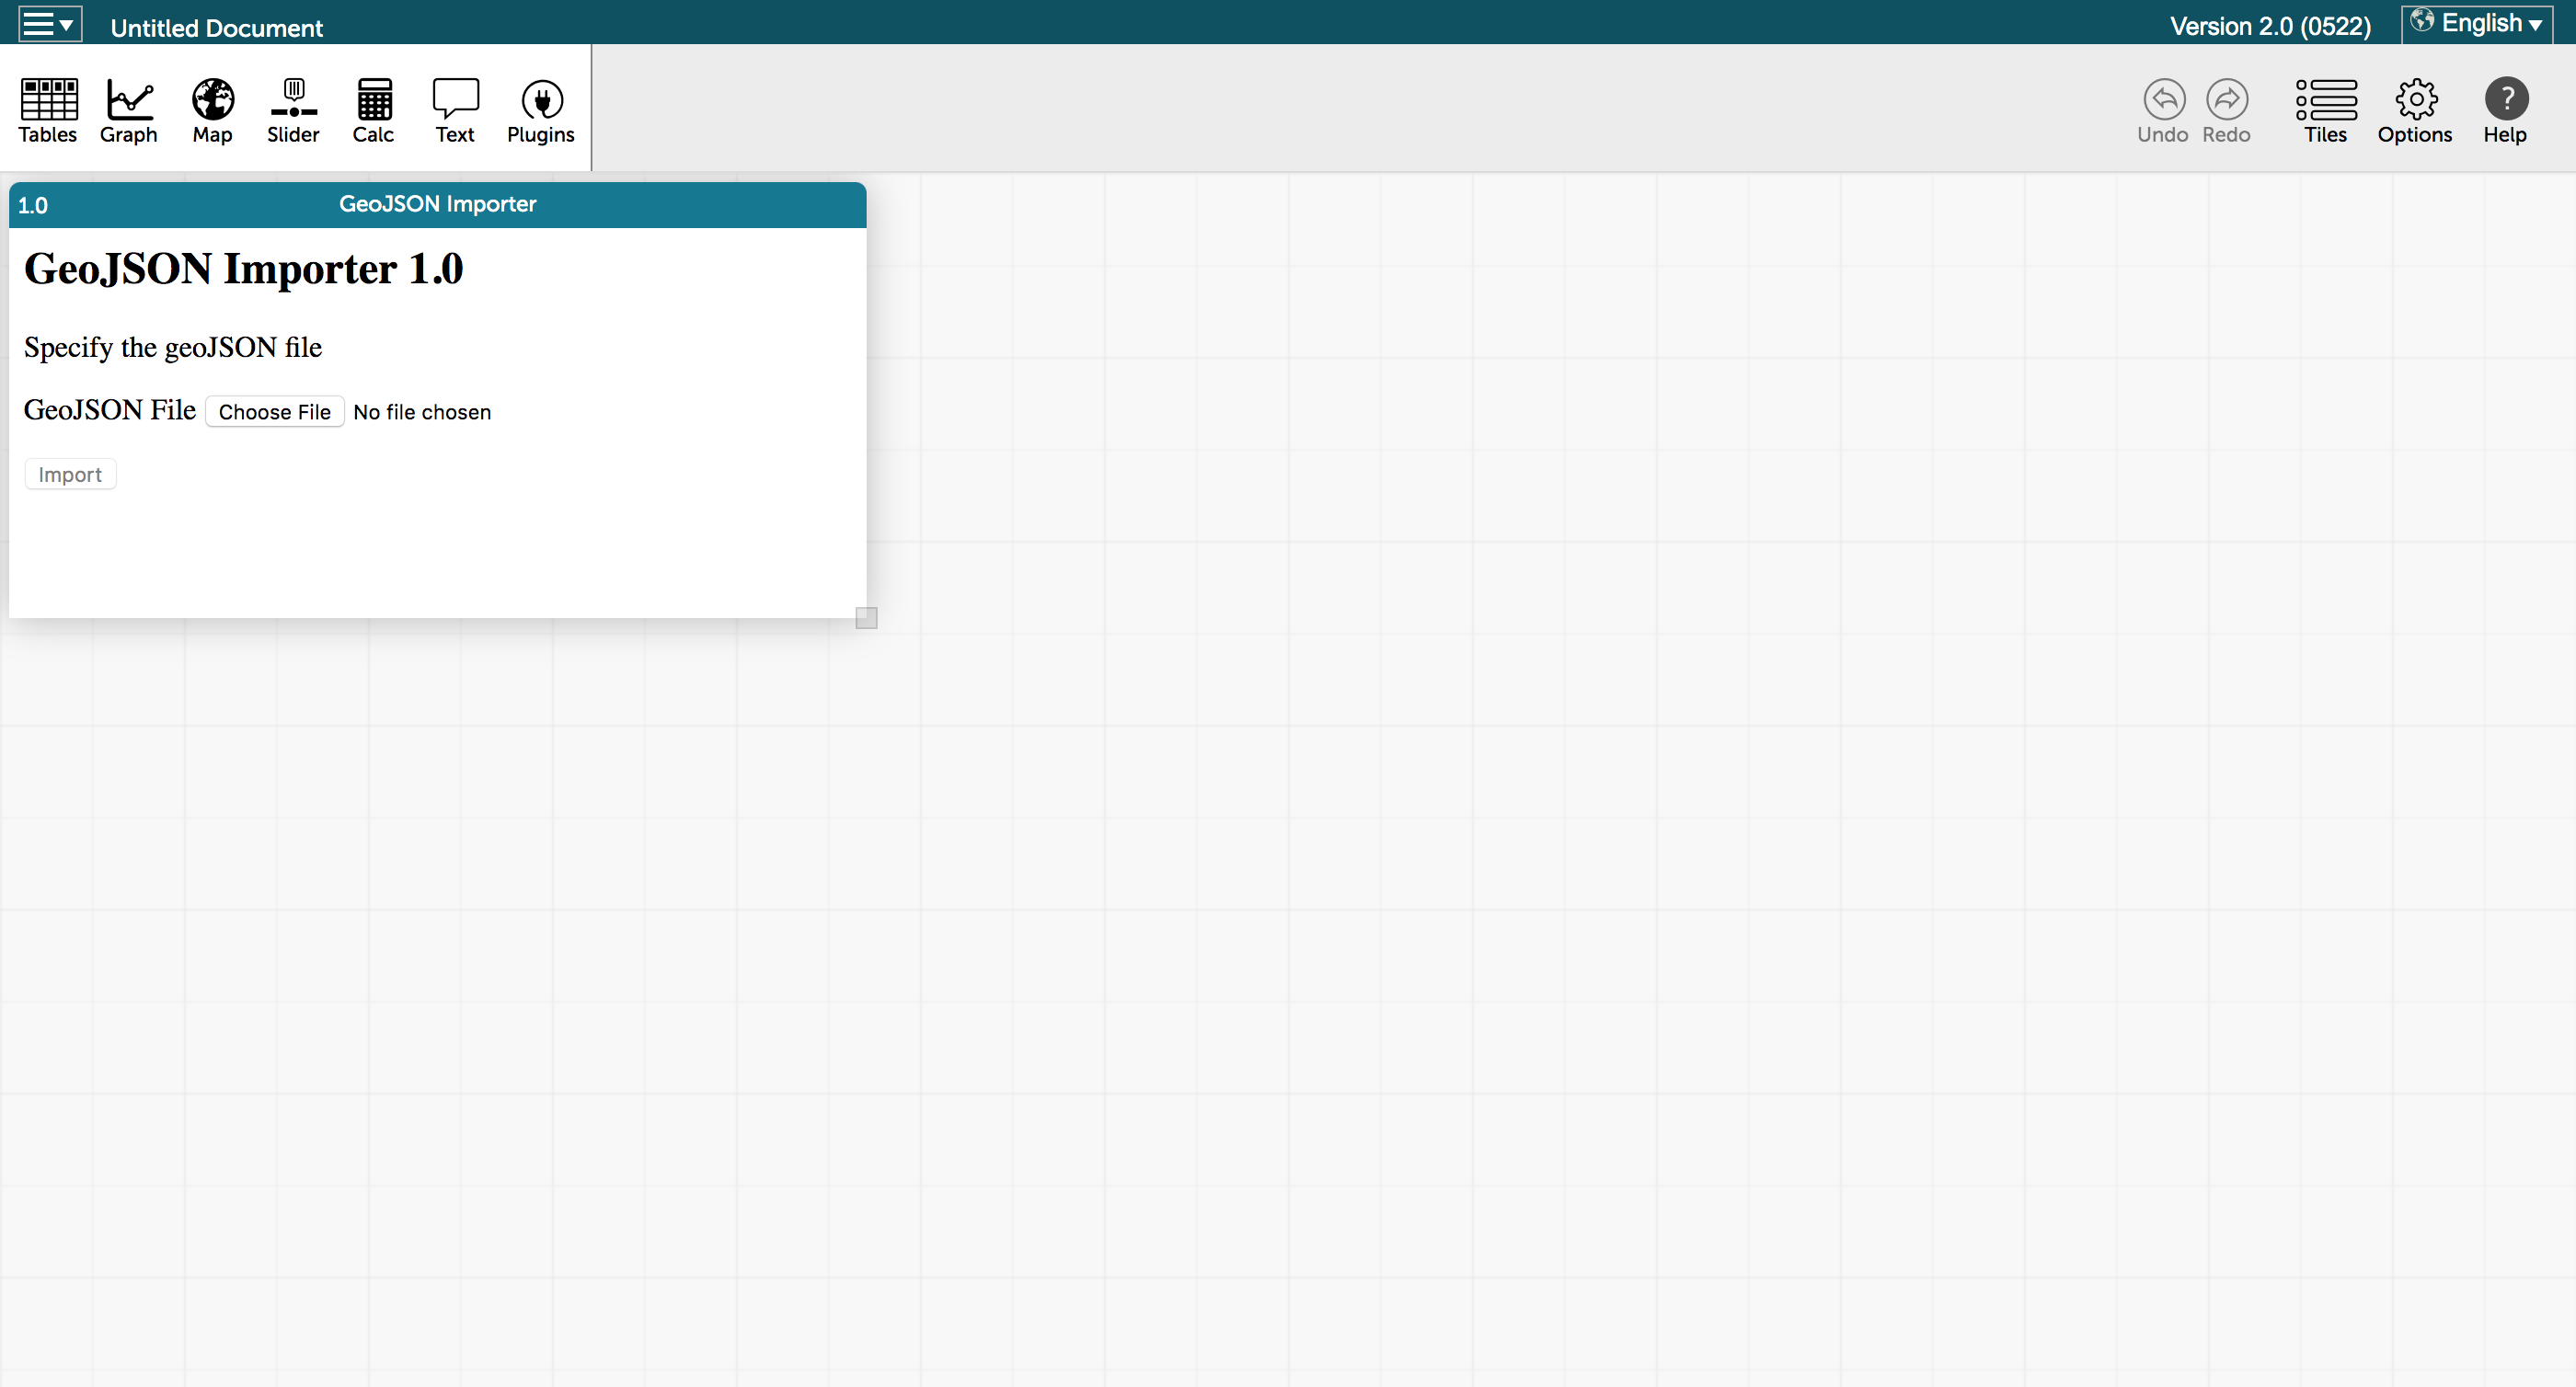 Untitled Document
Version 2.0 (0522)
English
Tables Graph Map Slider Calc Text Plugins
Undo Redo Tiles Options Help
1.0 GeoJSON Importer
GeoJSON Importer 1.0
Specify the geoJSON file
GeoJSON File Choose File No file chosen
Import